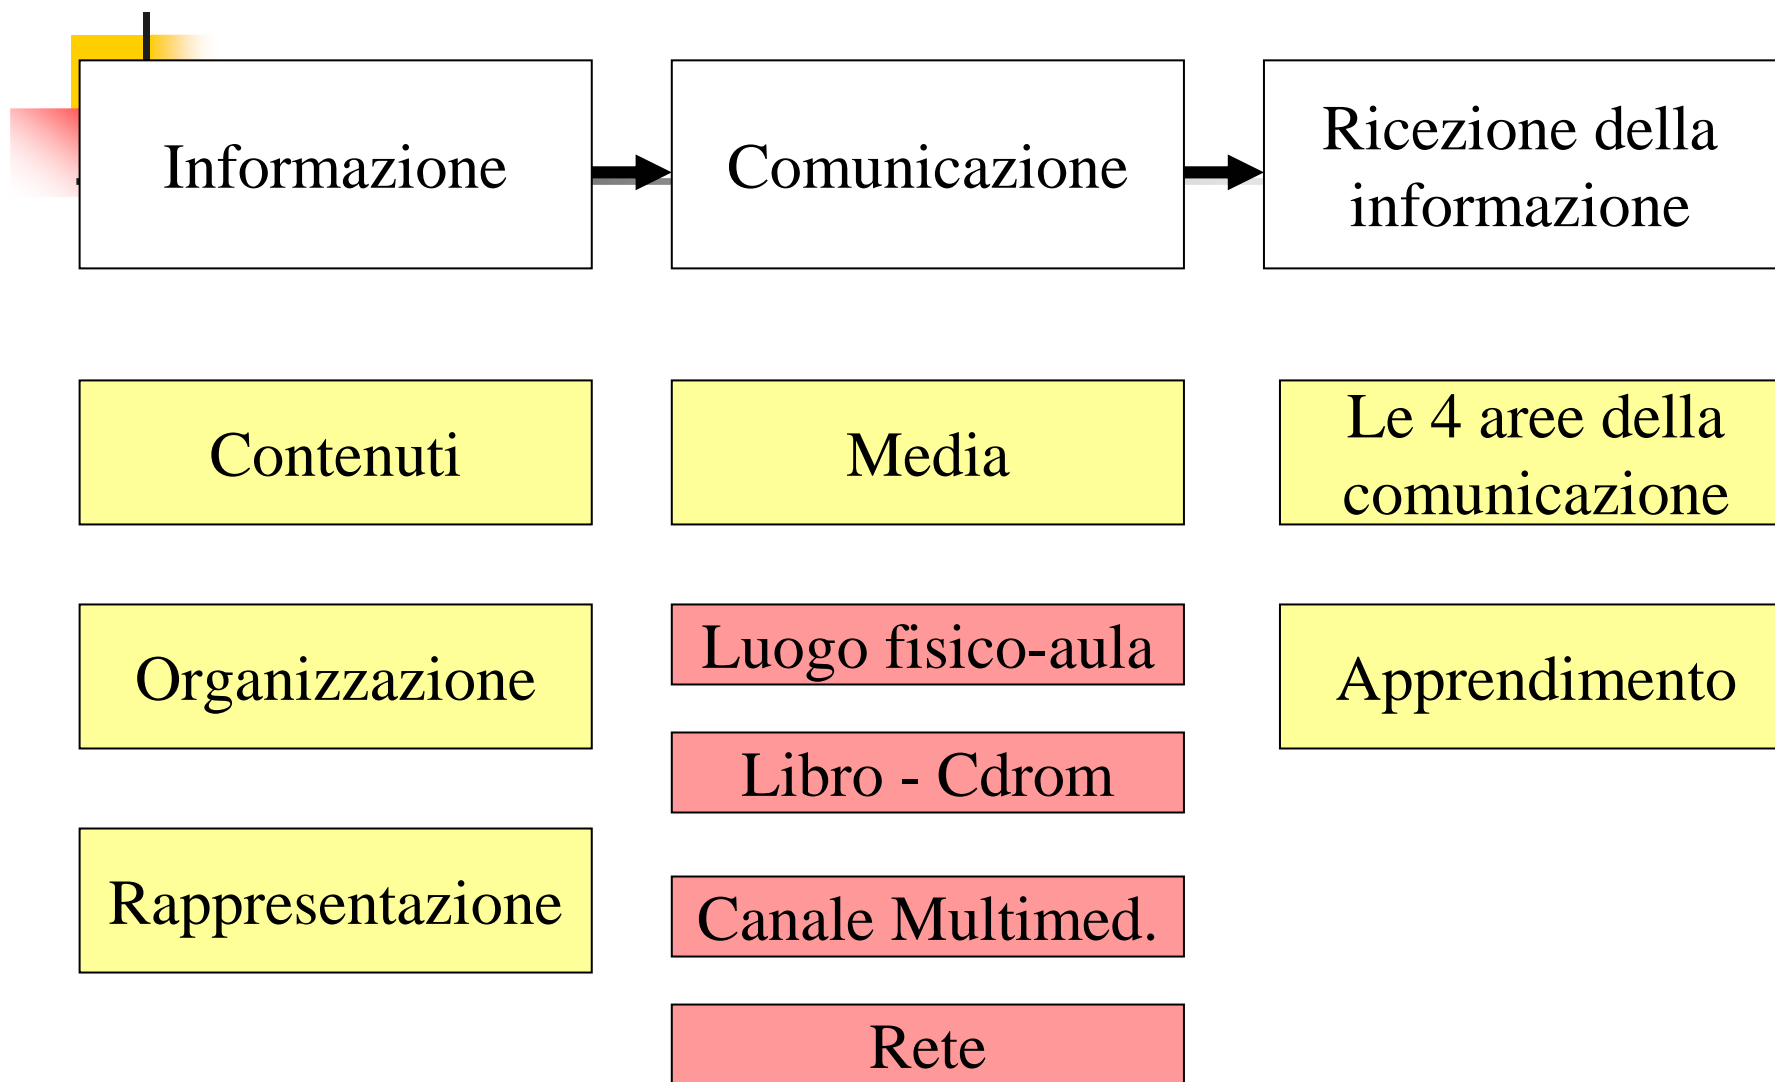 Informazione
Comunicazione
Ricezione della
informazione
Contenuti
Media
Le 4 aree della
comunicazione
Organizzazione
Luogo fisico-aula
Apprendimento
Libro - Cdrom
Rappresentazione
Canale Multimed.
Rete